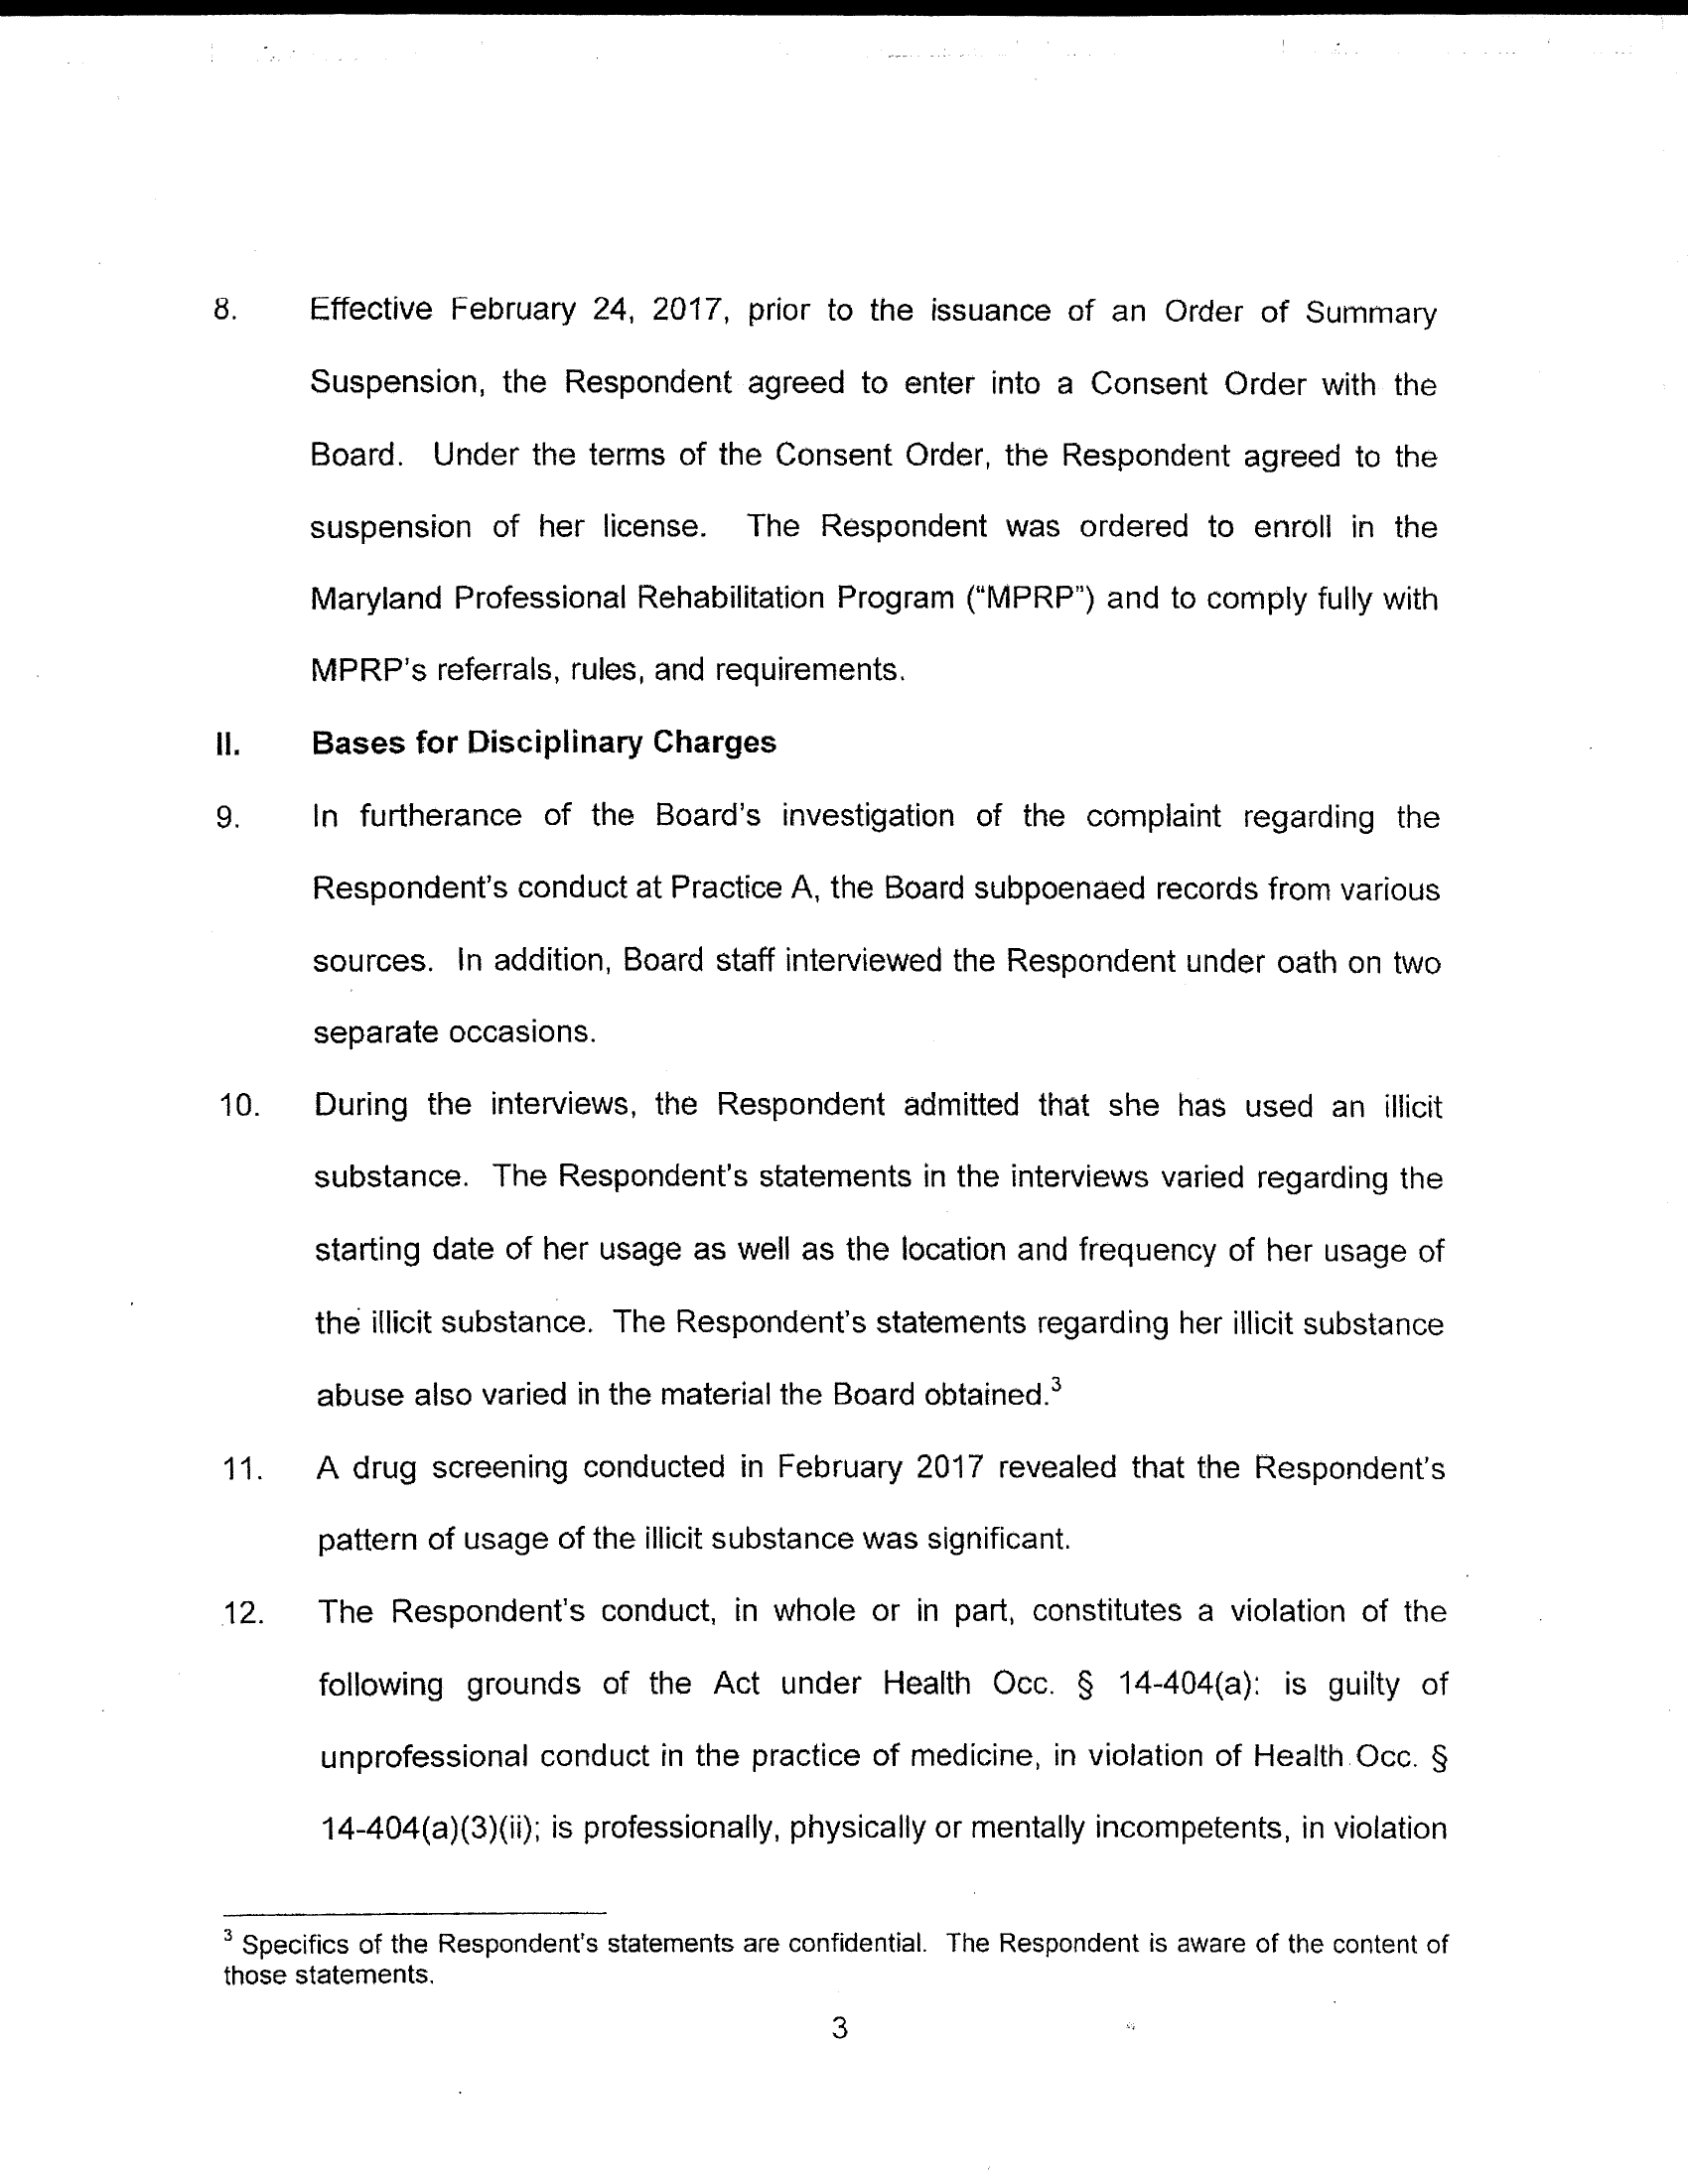 8. Effective February 24, 2017, prior to the issuance of an Order of Summary
Suspension, the Respondent agreed to enter into a Consent Order with the
Board. Under the terms of the Consent Order, the Respondent agreed to the
suspension of her license. The Respondent was ordered to enroll in the
Maryland Professional Rehabilitation Program (“MPRP”) and to comply fully with
MPRP's referrals, rules, and requirements.
II. Bases for Disciplinary Charges
9. In furtherance of the Board's investigation of the complaint regarding the
Respondent's conduct at Practice A, the Board subpoenaed records from various
sources. In addition, Board staff interviewed the Respondent under oath on two
separate occasions.
10. During the interviews, the Respondent admitted that she has used an illicit
substance. The Respondent's statements in the interviews varied regarding the
starting date of her usage as well as the location and frequency of her usage of
the illicit substance. The Respondent's statements regarding her illicit substance
abuse also varied in the material the Board obtained.³
11. A drug screening conducted in February 2017 revealed that the Respondent's
pattern of usage of the illicit substance was significant.
12. The Respondent's conduct, in whole or in part, constitutes a violation of the
following grounds of the Act under Health Occ. § 14-404(a): is guilty of
unprofessional conduct in the practice of medicine, in violation of Health Occ. §
14-404(a)(3)(ii); is professionally, physically or mentally incompetents, in violation
³ Specifics of the Respondent's statements are confidential. The Respondent is aware of the content of
those statements.
3